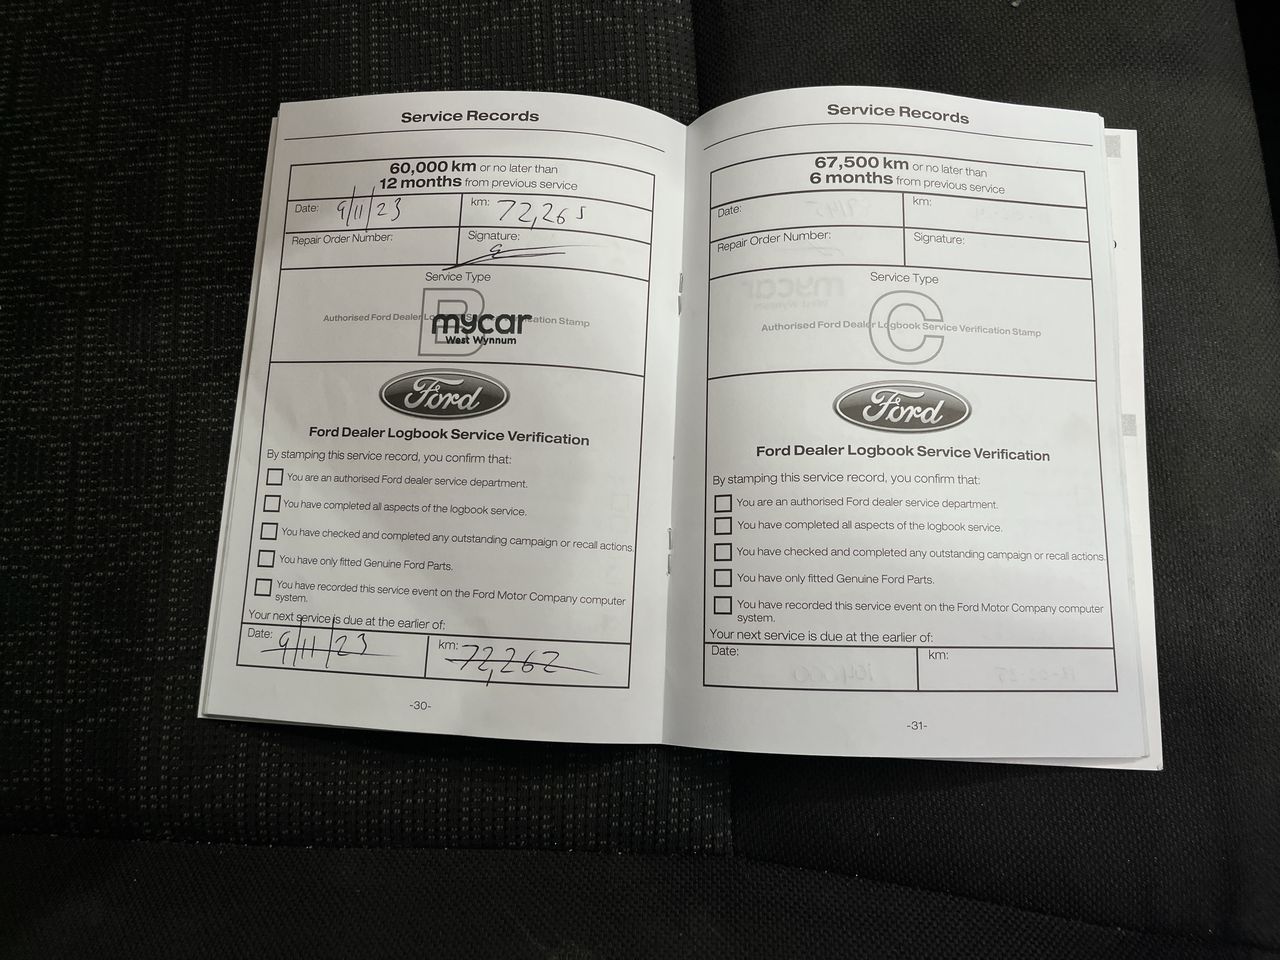 Service Records
60,000 km or no later than
12 months from previous service
Date: 9/11/23
km: 72,265
Repair Order Number:
Signature:
Service Type
B
Authorised Ford Dealer
mycar
West Wynnum
Ford
Ford Dealer Logbook Service Verification
By stamping this service record, you confirm that:
You are an authorised Ford dealer service department.
You have completed all aspects of the logbook service.
You have checked and completed any outstanding campaign or recall actions.
You have only fitted Genuine Ford Parts.
You have recorded this service event on the Ford Motor Company computer
system.
Your next service is due at the earlier of:
Date: 9/11/23
km: 72,262
-30-
Service Records
67,500 km or no later than
6 months from previous service
Date:
km:
Repair Order Number:
Signature:
Service Type
C
Authorised Ford Dealer Logbook Service Verification Stamp
Ford
Ford Dealer Logbook Service Verification
By stamping this service record, you confirm that:
You are an authorised Ford dealer service department.
You have completed all aspects of the logbook service.
You have checked and completed any outstanding campaign or recall actions.
You have only fitted Genuine Ford Parts.
You have recorded this service event on the Ford Motor Company computer
system.
Your next service is due at the earlier of:
Date:
km:
-31-